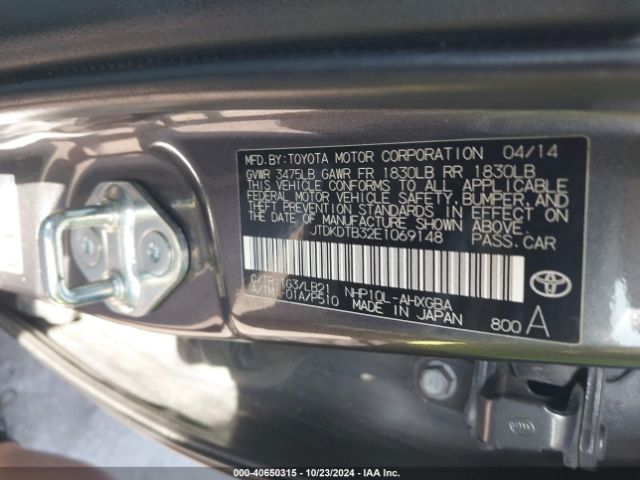 MFD.BY:TOYOTA MOTOR CORPORATION 04/14
GVWR 3475LB GAWR FR 1830LB RR 1830LB
THIS VEHICLE CONFORMS TO ALL APPLICABLE
FEDERAL MOTOR VEHICLE SAFETY, BUMPER, AND
THEFT PREVENTION STANDARDS IN EFFECT ON
THE DATE OF MANUFACTURE SHOWN ABOVE.
JTDKDTB32E1069148 PASS.CAR
C/TR:1G3/LB21 NHP10L-AHXGBA
A/TM:-01A/P510 MADE IN JAPAN 800 A
000-40650315 - 10/23/2024 - IAA Inc.